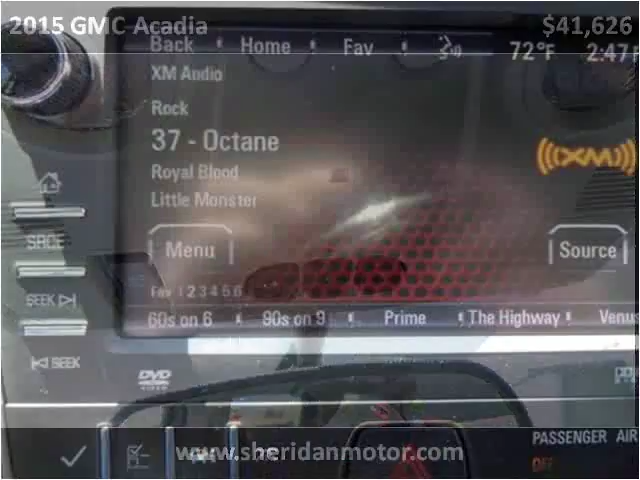 2015 GMC Acadia $41,626
Back Home Fav 72°F 2:47
XM Audio
Rock
37 - Octane
Royal Blood
((XM))
Little Monster
Menu Source
SRCE
Fav 1 2 3 4 5 6
SEEK
60s on 6 90s on 9 Prime The Highway Venus
SEEK
DVD
VIDEO
PASSENGER AIR
www.sheridanmotor.com
OFF